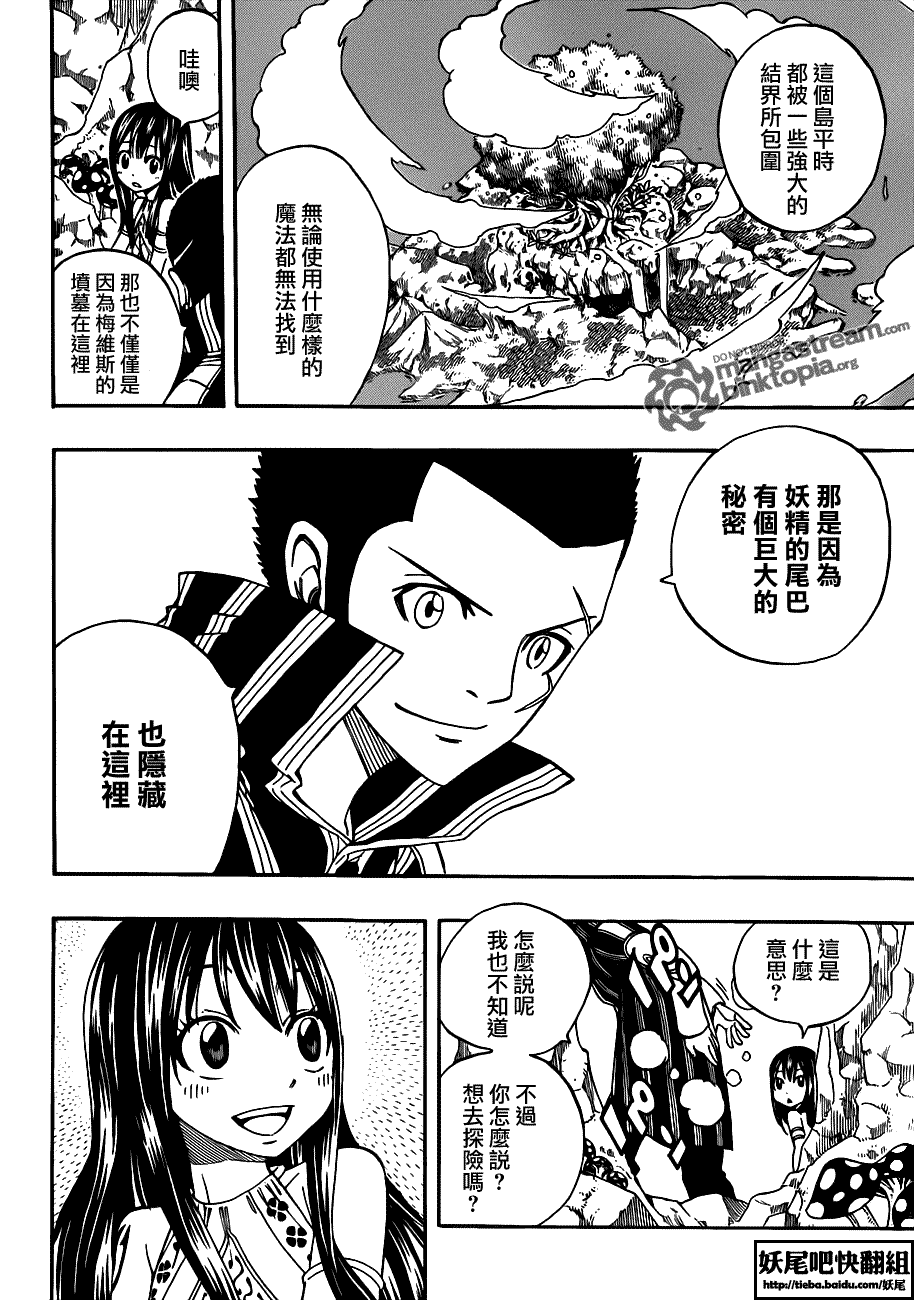 這個島平時
都被一些強大的
結界所包圍
無論使用什麼樣的
魔法都無法找到
哇噢
那也不僅僅是
因為梅維斯的
墳墓在這裡
DO NOT MIRROR
mangastream.com
binktopia.org
那是因為
妖精的尾巴
有個巨大的
秘密
也隱藏
在這裡
這是
什麼
意思?
怎麼說呢
我也不知道
不過
你怎麼說?
想去探險嗎?
妖尾吧快翻組
http://tieba.baidu.com/妖尾